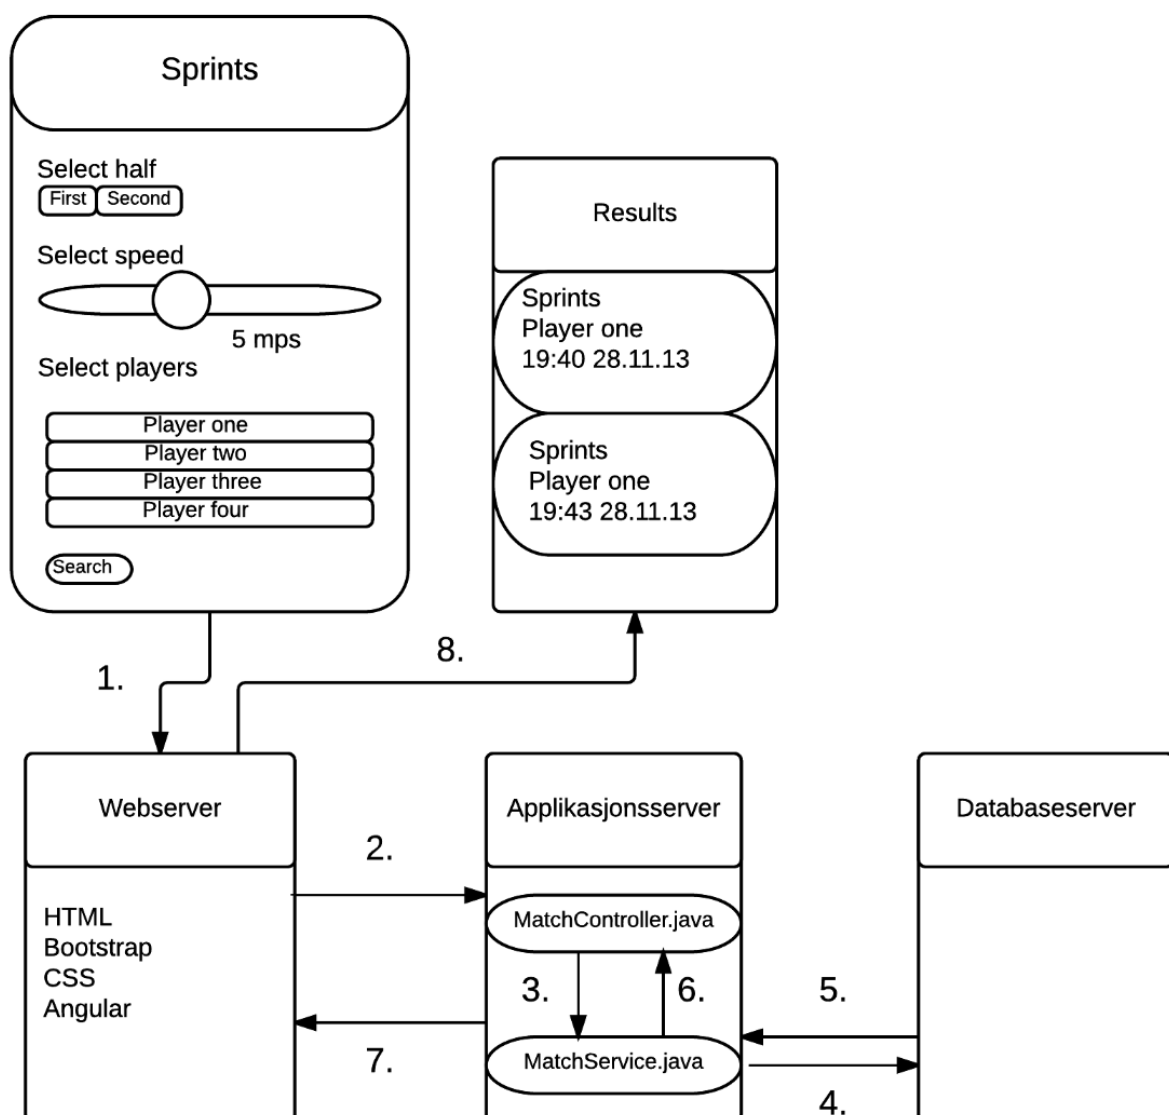 Sprints
Select half
First Second
Select speed
5 mps
Select players
Player one
Player two
Player three
Player four
Search
Results
Sprints
Player one
19:40 28.11.13
Sprints
Player one
19:43 28.11.13
1.
8.
Webserver
HTML
Bootstrap
CSS
Angular
2.
7.
Applikasjonsserver
MatchController.java
3. 6.
MatchService.java
5.
4.
Databaseserver